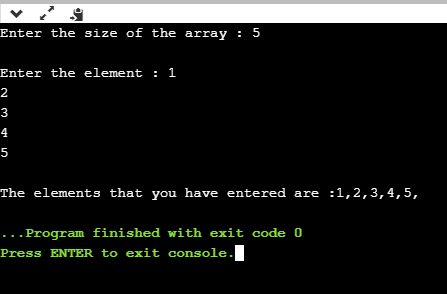 Enter the size of the array : 5
Enter the element : 1
2
3
4
5
The elements that you have entered are :1,2,3,4,5,
...Program finished with exit code 0
Press ENTER to exit console.